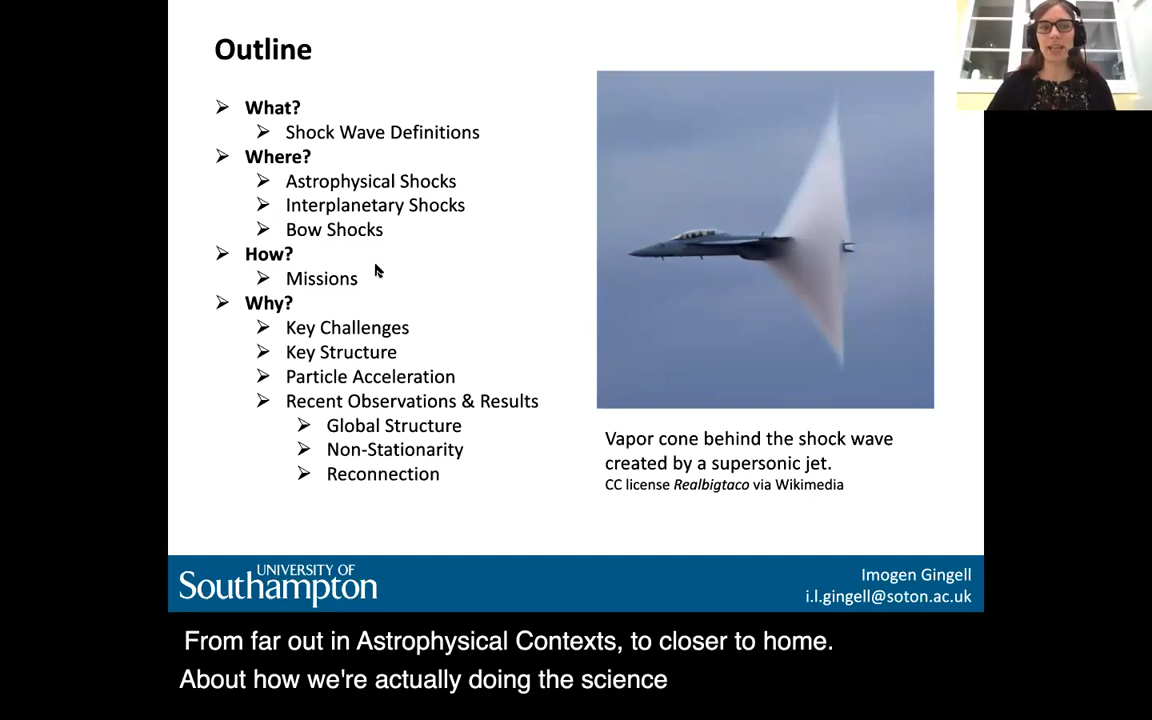 Outline
What?
Shock Wave Definitions
Where?
Astrophysical Shocks
Interplanetary Shocks
Bow Shocks
How?
Missions
Why?
Key Challenges
Key Structure
Particle Acceleration
Recent Observations & Results
Global Structure
Non-Stationarity
Reconnection
Vapor cone behind the shock wave
created by a supersonic jet.
CC license Realbigtaco via Wikimedia
UNIVERSITY OF
Southampton
Imogen Gingell
i.l.gingell@soton.ac.uk
From far out in Astrophysical Contexts, to closer to home.
About how we're actually doing the science